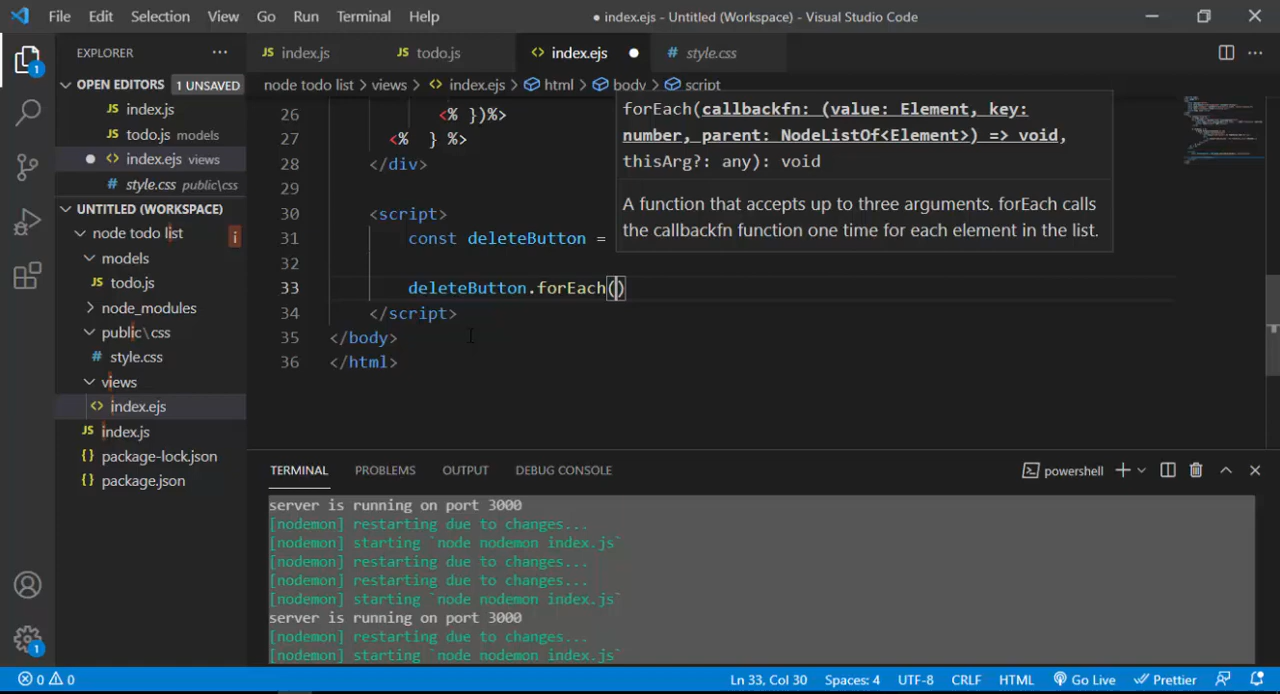 File Edit Selection View Go Run Terminal Help
● index.ejs - Untitled (Workspace) - Visual Studio Code
EXPLORER
OPEN EDITORS 1 UNSAVED
JS index.js
JS todo.js models
● <> index.ejs views
# style.css public\css
UNTITLED (WORKSPACE)
node todo list
models
JS todo.js
node_modules
public\css
# style.css
views
<> index.ejs
JS index.js
{} package-lock.json
{} package.json
1
1
JS index.js JS todo.js <> index.ejs ● # style.css
node todo list > views > <> index.ejs > html > body > script
26 <% })%>
27 <% } %>
28 </div>
29
30 <script>
31 const deleteButton =
32
33 deleteButton.forEach()
34 </script>
35 </body>
36 </html>
forEach(callbackfn: (value: Element, key:
number, parent: NodeListOf<Element>) => void,
thisArg?: any): void
A function that accepts up to three arguments. forEach calls
the callbackfn function one time for each element in the list.
TERMINAL PROBLEMS OUTPUT DEBUG CONSOLE
powershell
server is running on port 3000
[nodemon] restarting due to changes...
[nodemon] starting `node nodemon index.js`
[nodemon] restarting due to changes...
[nodemon] restarting due to changes...
[nodemon] starting `node nodemon index.js`
server is running on port 3000
[nodemon] restarting due to changes...
[nodemon] starting `node nodemon index.js`
0 0 Ln 33, Col 30 Spaces: 4 UTF-8 CRLF HTML Go Live Prettier